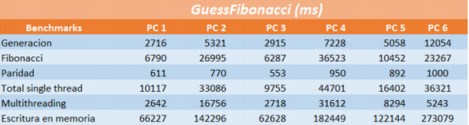 GuessFibonacci (ms)
Benchmarks PC 1 PC 2 PC 3 PC 4 PC 5 PC 6
Generacion 2716 5321 2915 7228 5058 12054
Fibonacci 6790 26995 6287 36523 10452 23267
Paridad 611 770 553 950 892 1000
Total single thread 10117 33086 9755 44701 16402 36321
Multithreading 2642 16756 2718 31612 8294 5243
Escritura en memoria 66227 142296 62628 182449 122144 273079